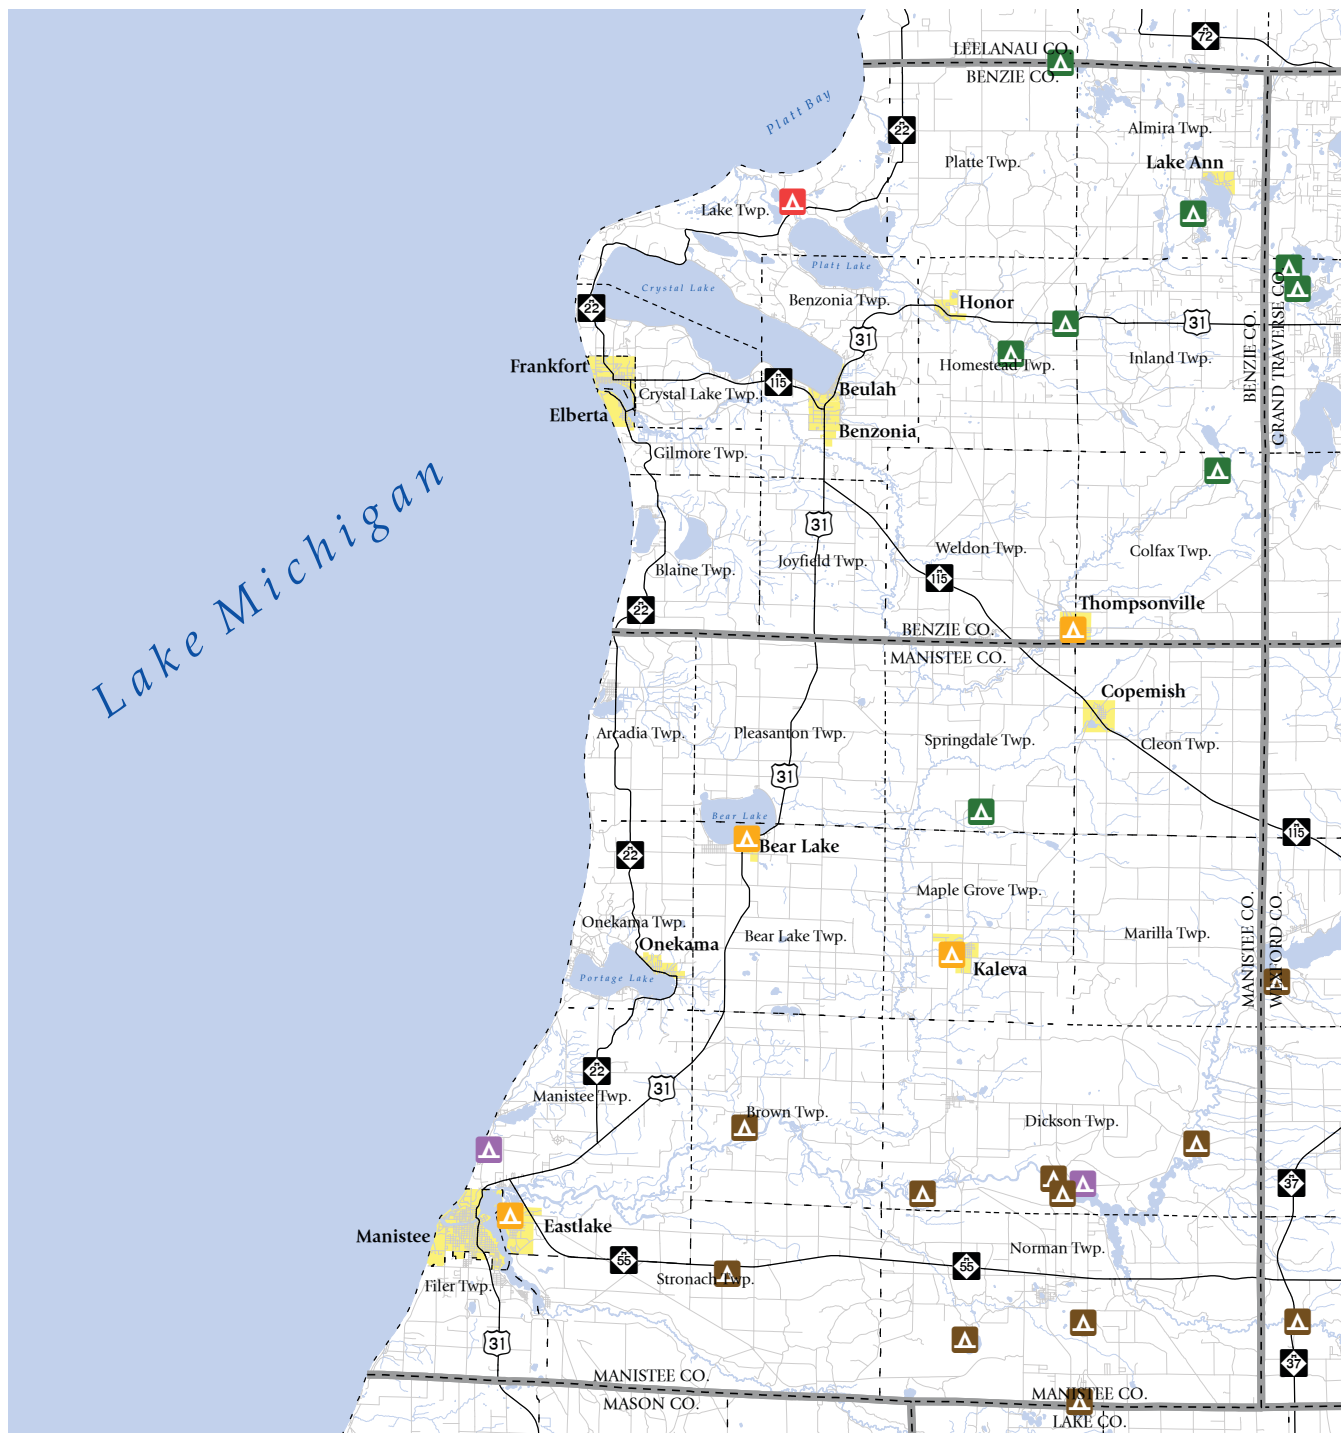 72
LEELANAU CO.
BENZIE CO.
Platt Bay
22
Almira Twp.
Platte Twp.
Lake Ann
Lake Twp.
Platt Lake
Crystal Lake
Benzonia Twp.
Honor
22
31
31
BENZIE CO.
GRAND TRAVERSE CO.
Frankfort
Homestead Twp.
Inland Twp.
115
Beulah
Crystal Lake Twp.
Elberta
Benzonia
Gilmore Twp.
Lake Michigan
31
Weldon Twp.
Colfax Twp.
Joyfield Twp.
Blaine Twp.
115
22
Thompsonville
BENZIE CO.
MANISTEE CO.
Copemish
Arcadia Twp.
Pleasanton Twp.
Springdale Twp.
Cleon Twp.
31
Bear Lake
115
Bear Lake
22
Maple Grove Twp.
Onekama Twp.
Marilla Twp.
Bear Lake Twp.
Onekama
MANISTEE CO.
WEXFORD CO.
Kaleva
Portage Lake
22
31
Manistee Twp.
Brown Twp.
Dickson Twp.
37
Eastlake
Manistee
Norman Twp.
55
55
Stronach Twp.
Filer Twp.
31
37
MANISTEE CO.
MASON CO.
MANISTEE CO.
LAKE CO.